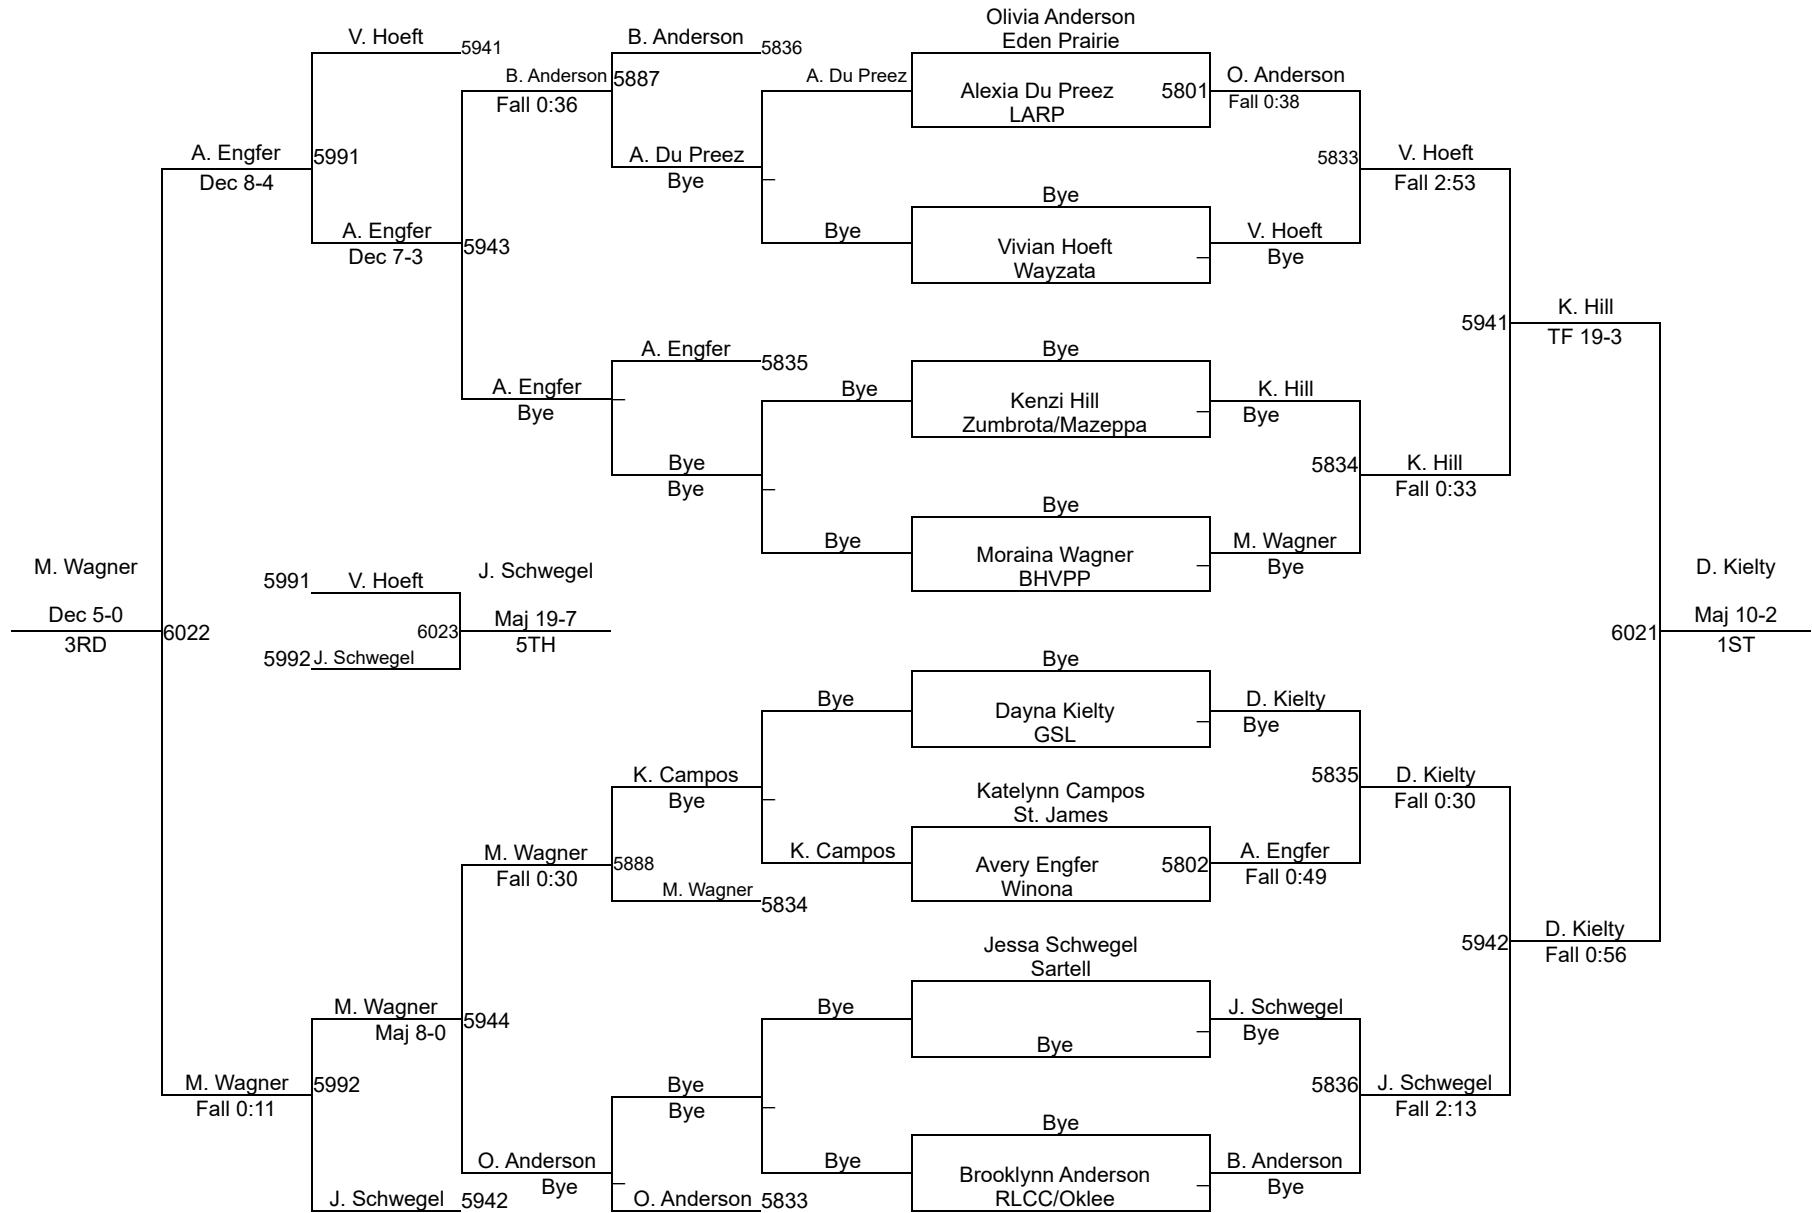 Olivia Anderson
Eden Prairie
V. Hoeft 5941
B. Anderson 5836
B. Anderson 5887
Fall 0:36
A. Du Preez
Alexia Du Preez 5801
LARP
O. Anderson
Fall 0:38
A. Engfer 5991
Dec 8-4
A. Du Preez
Bye
5833 V. Hoeft
Fall 2:53
Bye
A. Engfer 5943
Dec 7-3
Bye
Vivian Hoeft
Wayzata
V. Hoeft
Bye
5941 K. Hill
TF 19-3
A. Engfer 5835
Bye
A. Engfer
Bye
Bye
Kenzi Hill
Zumbrota/Mazeppa
K. Hill
Bye
Bye
Bye
5834 K. Hill
Fall 0:33
Bye
Bye
Moraina Wagner
BHVPP
M. Wagner
Bye
M. Wagner
Dec 5-0
3RD
6022
5991 V. Hoeft
J. Schwegel
6023 Maj 19-7
5TH
5992 J. Schwegel
D. Kielty
6021 Maj 10-2
1ST
Bye
Bye
Dayna Kielty
GSL
D. Kielty
Bye
K. Campos
Bye
Katelynn Campos
St. James
5835 D. Kielty
Fall 0:30
M. Wagner 5888
Fall 0:30
K. Campos
Avery Engfer 5802
Winona
A. Engfer
Fall 0:49
M. Wagner 5834
Jessa Schwegel
Sartell
5942 D. Kielty
Fall 0:56
M. Wagner 5944
Maj 8-0
Bye
J. Schwegel
Bye
Bye
M. Wagner 5992
Fall 0:11
Bye
Bye
5836 J. Schwegel
Fall 2:13
Bye
O. Anderson
Bye
Bye
Brooklynn Anderson
RLCC/Oklee
B. Anderson
Bye
J. Schwegel 5942
O. Anderson 5833